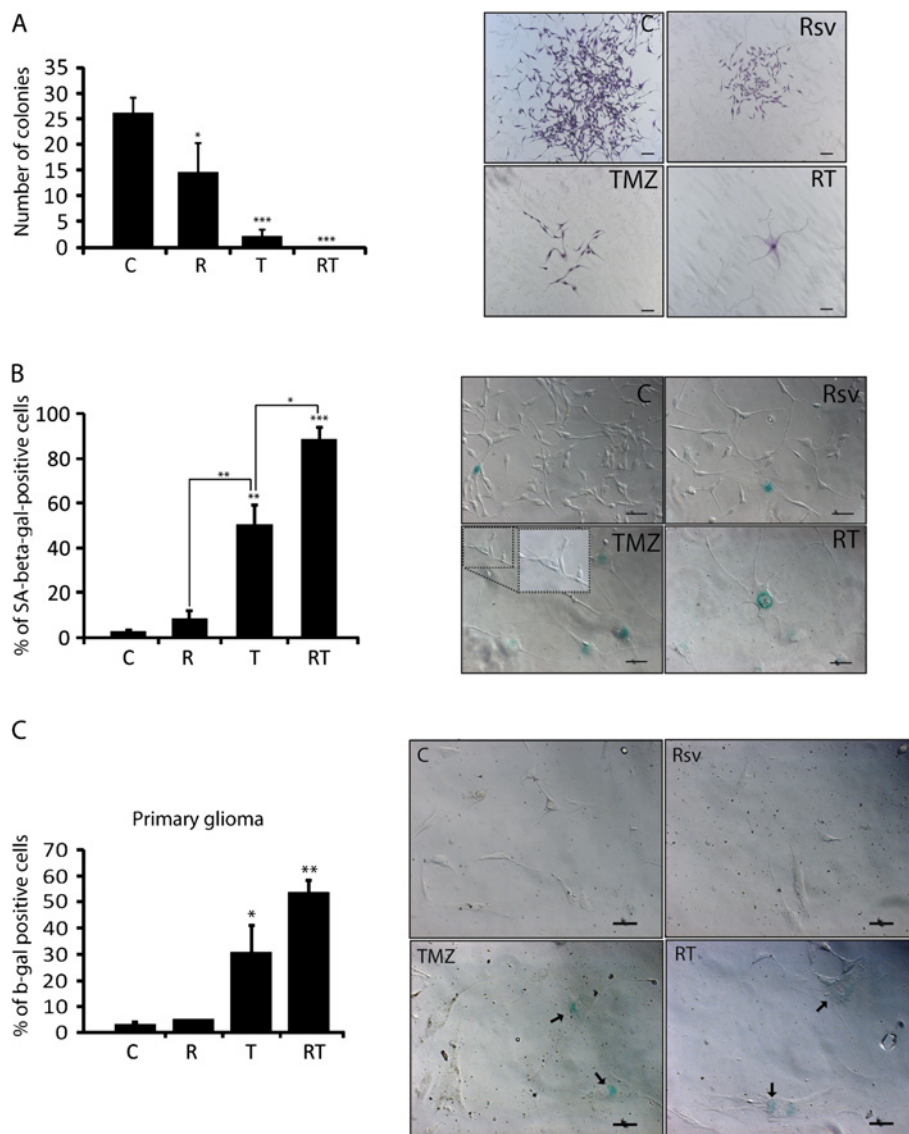 A
Number of colonies
35
30
25
20
15
10
5
0
*
***
***
C R T RT
C
Rsv
TMZ
RT
B
% of SA-beta-gal-positive cells
100
80
60
40
20
0
**
**
*
***
C R T RT
C
Rsv
TMZ
RT
C
Primary glioma
% of b-gal positive cells
70
60
50
40
30
20
10
0
*
**
C R T RT
C
Rsv
TMZ
RT